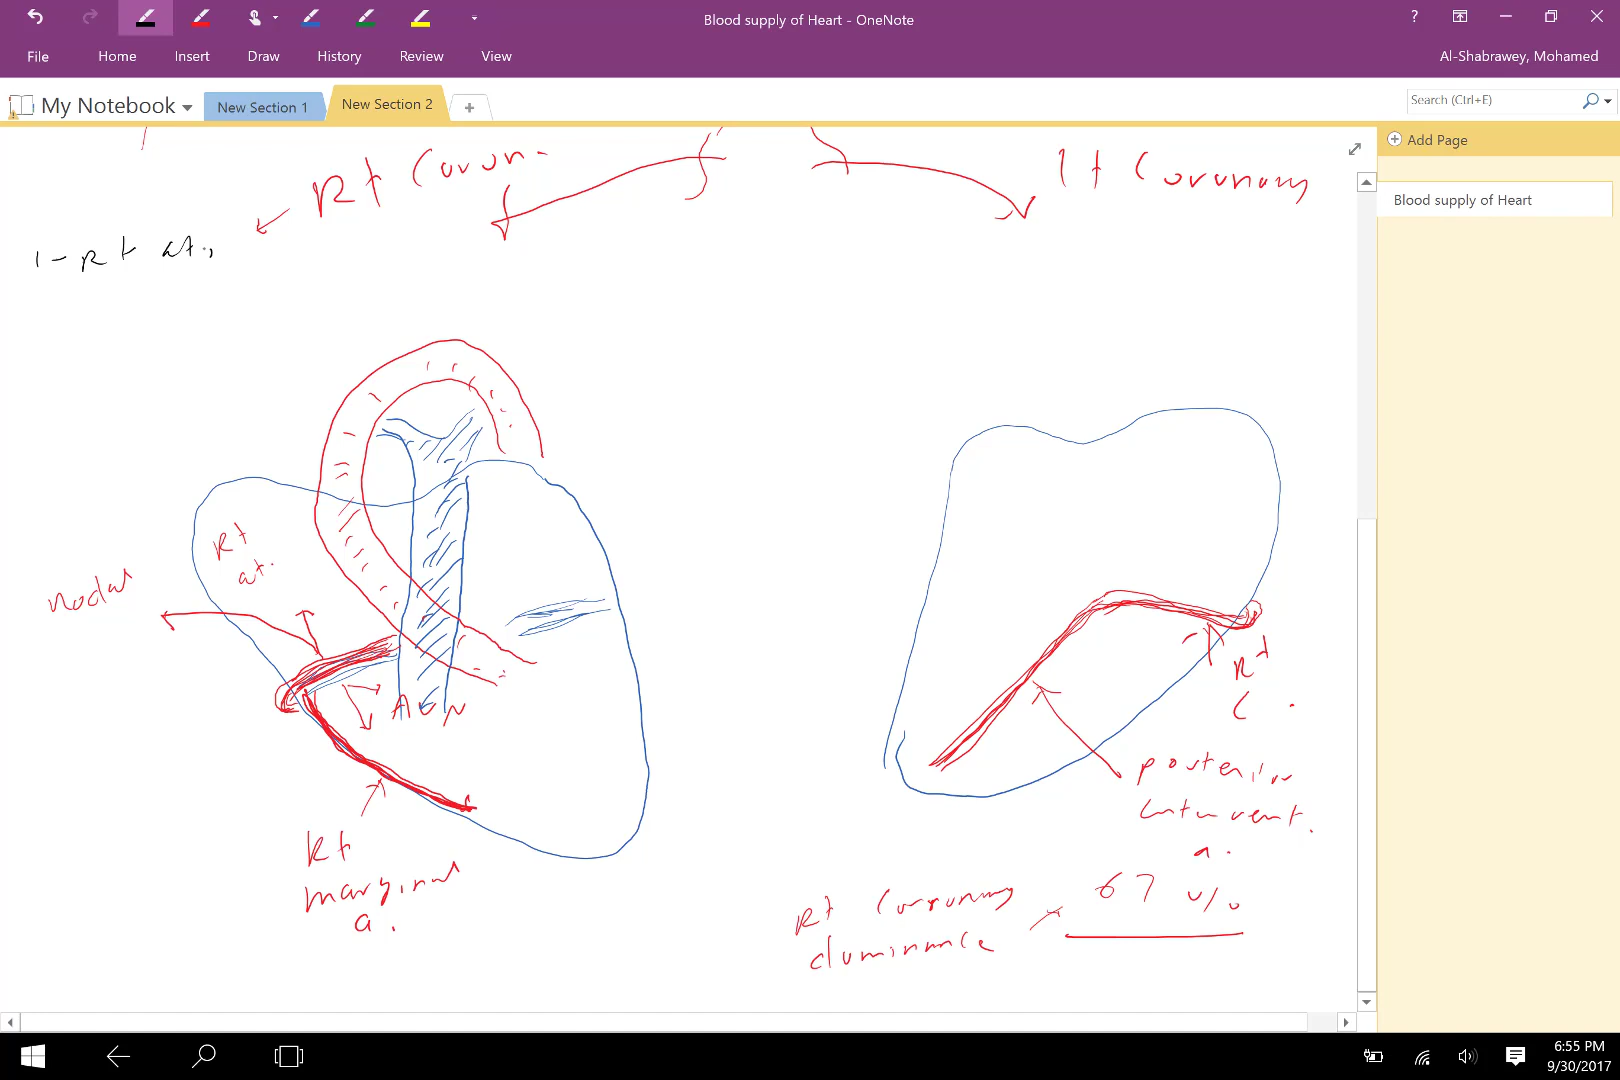 Blood supply of Heart - OneNote
?
File
Home
Insert
Draw
History
Review
View
Al-Shabrawey, Mohamed
My Notebook
New Section 1
New Section 2
+
Search (Ctrl+E)
Add Page
Blood supply of Heart
Rt Coron-
lt Coronary
1- Rt at.
Rt
at.
nodal
AVN
Rt
marginal
a.
Rt
C.
posterior
intervent.
a.
67 %
Rt Coronary
dominance
6:55 PM
9/30/2017